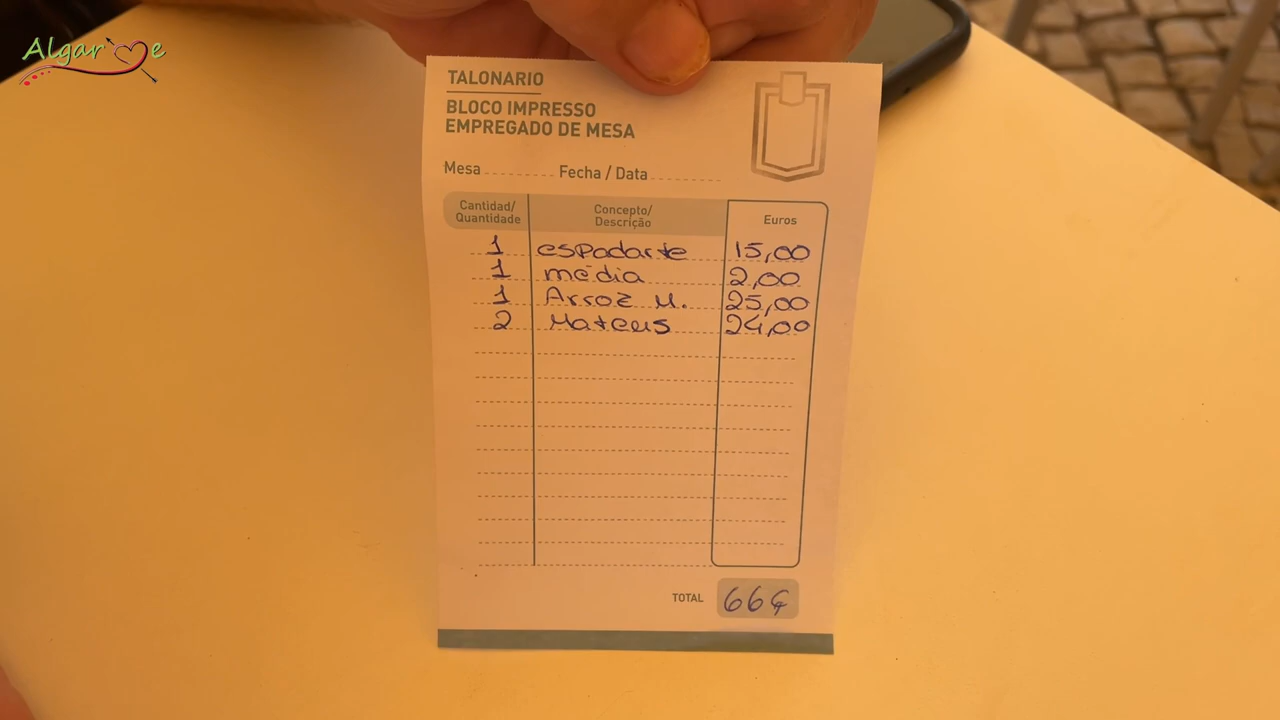 Algarve
TALONARIO
BLOCO IMPRESSO
EMPREGADO DE MESA
Mesa Fecha / Data
Cantidad/ Quantidade Concepto/ Descrição Euros
1 espadarte 15,00
1 média 2,00
1 Arroz M. 25,00
2 Mateus 24,00
TOTAL 66€